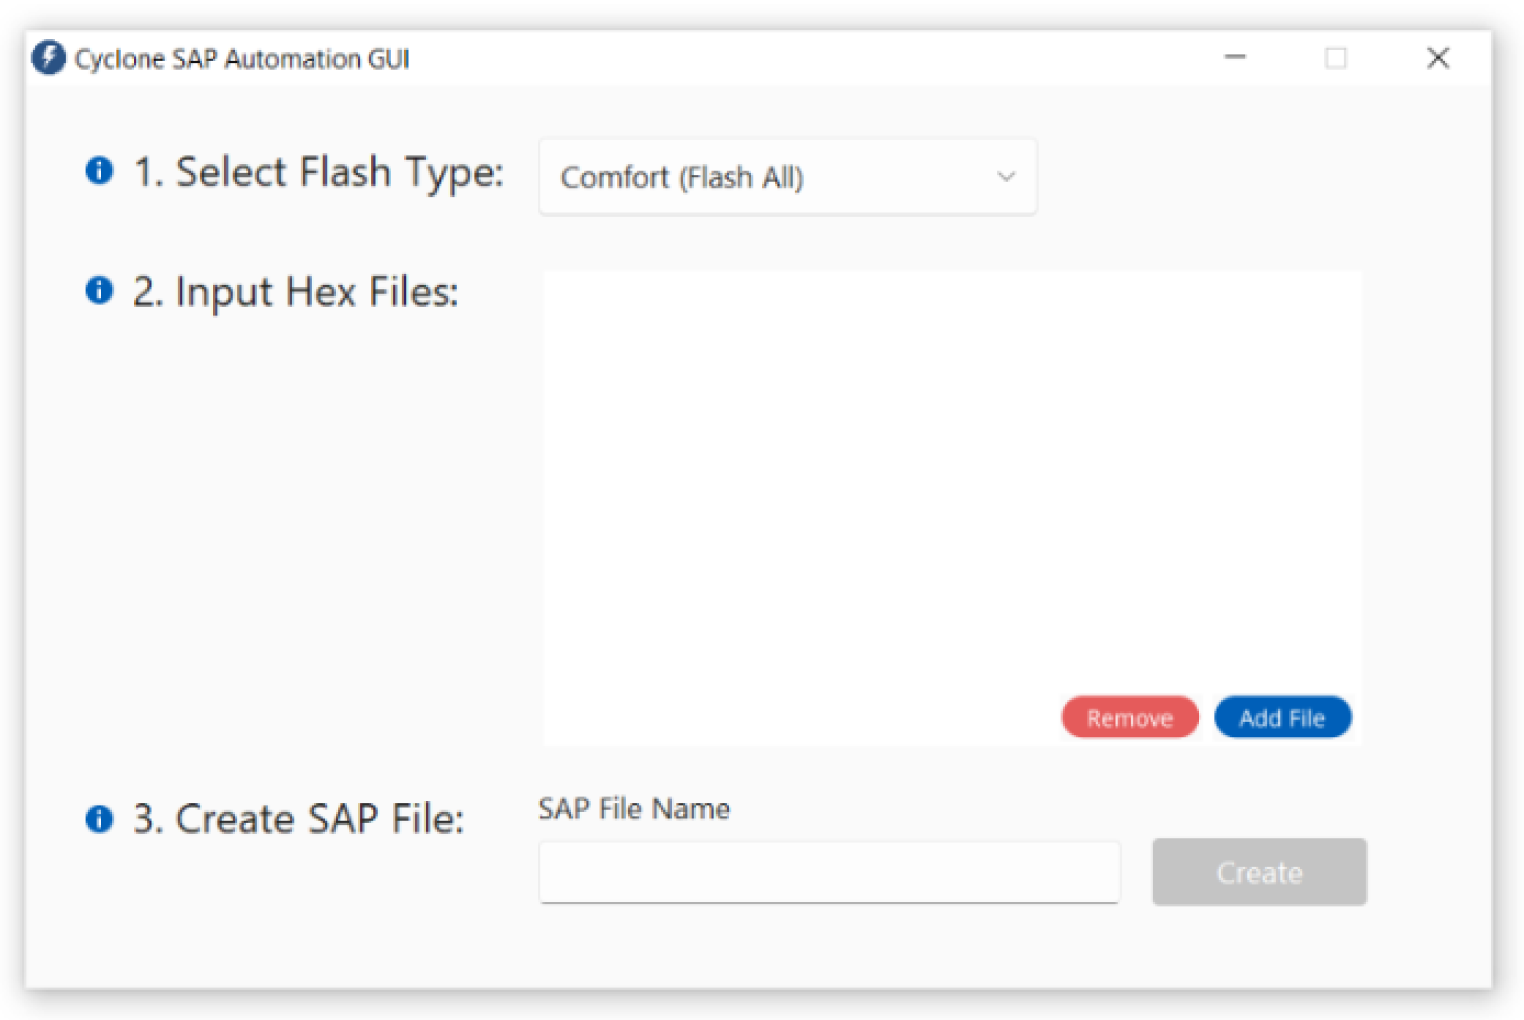 Cyclone SAP Automation GUI
1. Select Flash Type:
Comfort (Flash All)
2. Input Hex Files:
Remove
Add File
3. Create SAP File:
SAP File Name
Create